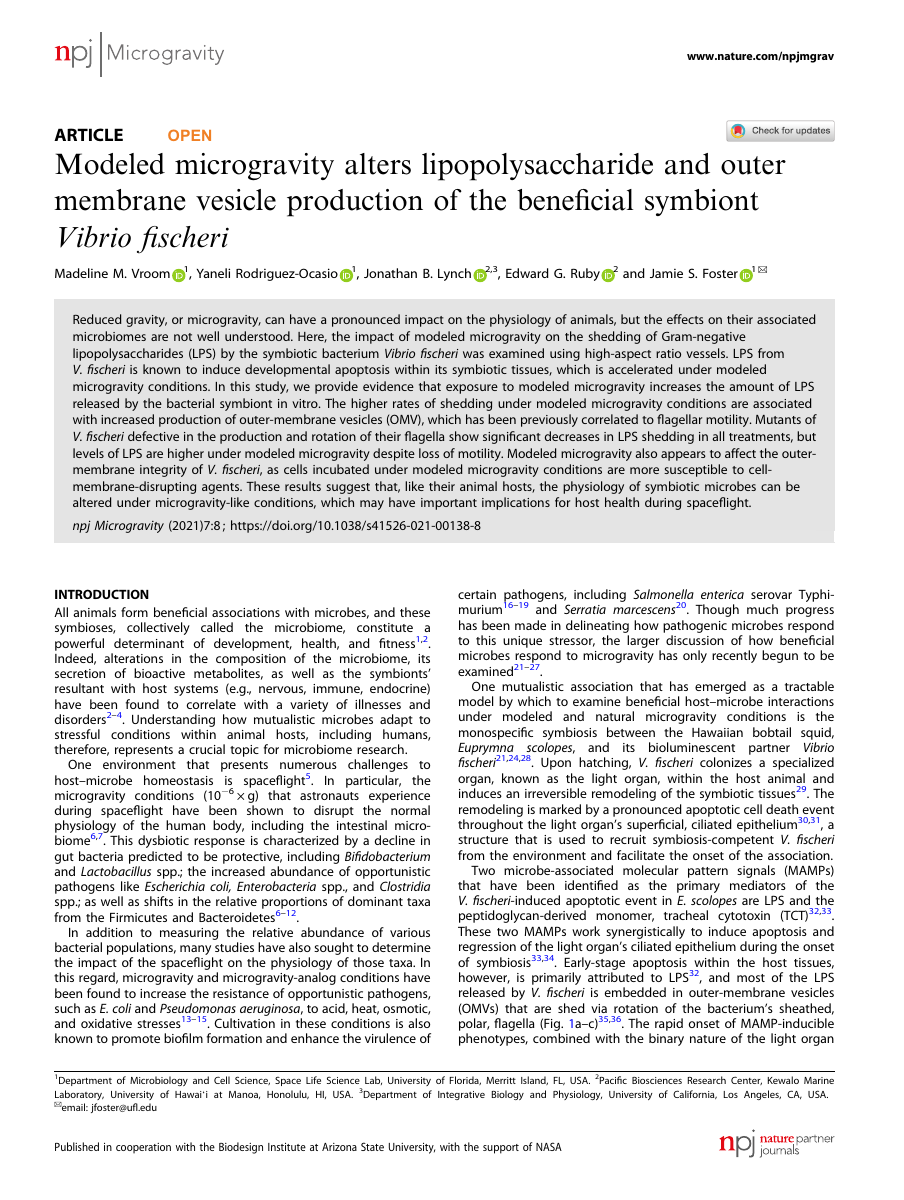 npj | Microgravity
www.nature.com/npjmgrav
ARTICLE OPEN
Check for updates
Modeled microgravity alters lipopolysaccharide and outer
membrane vesicle production of the beneficial symbiont
Vibrio fischeri
Madeline M. Vroom iD 1, Yaneli Rodriguez-Ocasio iD 1, Jonathan B. Lynch iD 2,3, Edward G. Ruby iD 2 and Jamie S. Foster iD 1✉
Reduced gravity, or microgravity, can have a pronounced impact on the physiology of animals, but the effects on their associated
microbiomes are not well understood. Here, the impact of modeled microgravity on the shedding of Gram-negative
lipopolysaccharides (LPS) by the symbiotic bacterium Vibrio fischeri was examined using high-aspect ratio vessels. LPS from
V. fischeri is known to induce developmental apoptosis within its symbiotic tissues, which is accelerated under modeled
microgravity conditions. In this study, we provide evidence that exposure to modeled microgravity increases the amount of LPS
released by the bacterial symbiont in vitro. The higher rates of shedding under modeled microgravity conditions are associated
with increased production of outer-membrane vesicles (OMV), which has been previously correlated to flagellar motility. Mutants of
V. fischeri defective in the production and rotation of their flagella show significant decreases in LPS shedding in all treatments, but
levels of LPS are higher under modeled microgravity despite loss of motility. Modeled microgravity also appears to affect the outer-
membrane integrity of V. fischeri, as cells incubated under modeled microgravity conditions are more susceptible to cell-
membrane-disrupting agents. These results suggest that, like their animal hosts, the physiology of symbiotic microbes can be
altered under microgravity-like conditions, which may have important implications for host health during spaceflight.
npj Microgravity (2021)7:8 ; https://doi.org/10.1038/s41526-021-00138-8
INTRODUCTION
All animals form beneficial associations with microbes, and these
symbioses, collectively called the microbiome, constitute a
powerful determinant of development, health, and fitness1,2.
Indeed, alterations in the composition of the microbiome, its
secretion of bioactive metabolites, as well as the symbionts'
resultant with host systems (e.g., nervous, immune, endocrine)
have been found to correlate with a variety of illnesses and
disorders2–4. Understanding how mutualistic microbes adapt to
stressful conditions within animal hosts, including humans,
therefore, represents a crucial topic for microbiome research.
One environment that presents numerous challenges to
host–microbe homeostasis is spaceflight5. In particular, the
microgravity conditions (10−6 × g) that astronauts experience
during spaceflight have been shown to disrupt the normal
physiology of the human body, including the intestinal micro-
biome6,7. This dysbiotic response is characterized by a decline in
gut bacteria predicted to be protective, including Bifidobacterium
and Lactobacillus spp.; the increased abundance of opportunistic
pathogens like Escherichia coli, Enterobacteria spp., and Clostridia
spp.; as well as shifts in the relative proportions of dominant taxa
from the Firmicutes and Bacteroidetes6–12.
In addition to measuring the relative abundance of various
bacterial populations, many studies have also sought to determine
the impact of the spaceflight on the physiology of those taxa. In
this regard, microgravity and microgravity-analog conditions have
been found to increase the resistance of opportunistic pathogens,
such as E. coli and Pseudomonas aeruginosa, to acid, heat, osmotic,
and oxidative stresses13–15. Cultivation in these conditions is also
known to promote biofilm formation and enhance the virulence of
certain pathogens, including Salmonella enterica serovar Typhi-
murium16–19 and Serratia marcescens20. Though much progress
has been made in delineating how pathogenic microbes respond
to this unique stressor, the larger discussion of how beneficial
microbes respond to microgravity has only recently begun to be
examined21–27.
One mutualistic association that has emerged as a tractable
model by which to examine beneficial host–microbe interactions
under modeled and natural microgravity conditions is the
monospecific symbiosis between the Hawaiian bobtail squid,
Euprymna scolopes, and its bioluminescent partner Vibrio
fischeri21,24,28. Upon hatching, V. fischeri colonizes a specialized
organ, known as the light organ, within the host animal and
induces an irreversible remodeling of the symbiotic tissues29. The
remodeling is marked by a pronounced apoptotic cell death event
throughout the light organ's superficial, ciliated epithelium30,31, a
structure that is used to recruit symbiosis-competent V. fischeri
from the environment and facilitate the onset of the association.
Two microbe-associated molecular pattern signals (MAMPs)
that have been identified as the primary mediators of the
V. fischeri-induced apoptotic event in E. scolopes are LPS and the
peptidoglycan-derived monomer, tracheal cytotoxin (TCT)32,33.
These two MAMPs work synergistically to induce apoptosis and
regression of the light organ's ciliated epithelium during the onset
of symbiosis33,34. Early-stage apoptosis within the host tissues,
however, is primarily attributed to LPS32, and most of the LPS
released by V. fischeri is embedded in outer-membrane vesicles
(OMVs) that are shed via rotation of the bacterium's sheathed,
polar, flagella (Fig. 1a–c)35,36. The rapid onset of MAMP-inducible
phenotypes, combined with the binary nature of the light organ
1Department of Microbiology and Cell Science, Space Life Science Lab, University of Florida, Merritt Island, FL, USA. 2Pacific Biosciences Research Center, Kewalo Marine
Laboratory, University of Hawai‘i at Manoa, Honolulu, HI, USA. 3Department of Integrative Biology and Physiology, University of California, Los Angeles, CA, USA.
✉email: jfoster@ufl.edu
Published in cooperation with the Biodesign Institute at Arizona State University, with the support of NASA
npj nature partner
journals